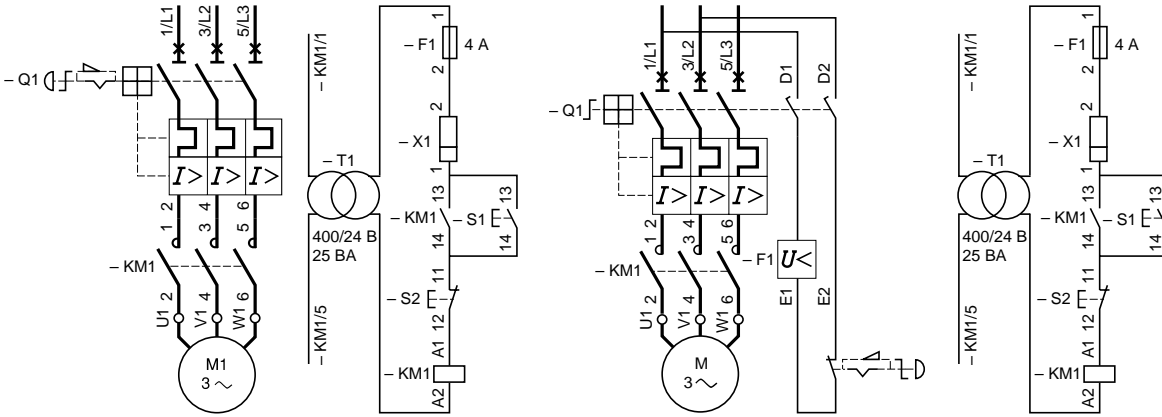 1/L1
3/L2
5/L3
– Q1
I>
I>
I>
2
4
6
1
3
5
– KM1
2
4
6
U1
V1
W1
M1
3 ~
– KM1/1
– T1
400/24 В
25 ВА
– KM1/5
1
– F1
4 A
2
2
– X1
1
13
– KM1
14
– S1
13
14
11
– S2
12
A1
– KM1
A2
1/L1
3/L2
5/L3
– Q1
D1
D2
I>
I>
I>
2
4
6
1
3
5
– KM1
2
4
6
U1
V1
W1
M
3 ~
– F1
U<
E1
E2
– KM1/1
– T1
400/24 В
25 ВА
– KM1/5
1
– F1
4 A
2
2
– X1
1
13
– KM1
14
– S1
13
14
11
– S2
12
A1
– KM1
A2